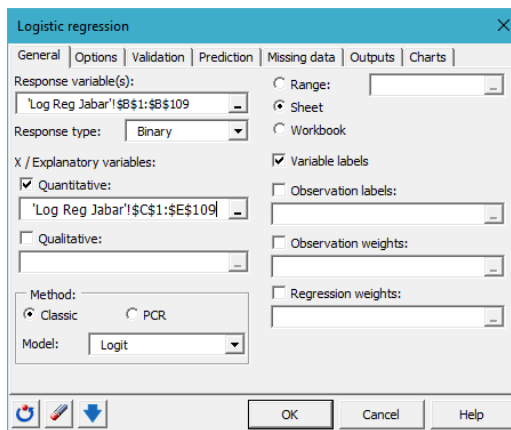 Logistic regression
General Options Validation Prediction Missing data Outputs Charts
Response variable(s):
'Log Reg Jabar'!$B$1:$B$109
Response type: Binary
X / Explanatory variables:
Quantitative:
'Log Reg Jabar'!$C$1:$E$109
Qualitative:
Method:
Classic PCR
Model: Logit
Range:
Sheet
Workbook
Variable labels
Observation labels:
Observation weights:
Regression weights:
OK Cancel Help